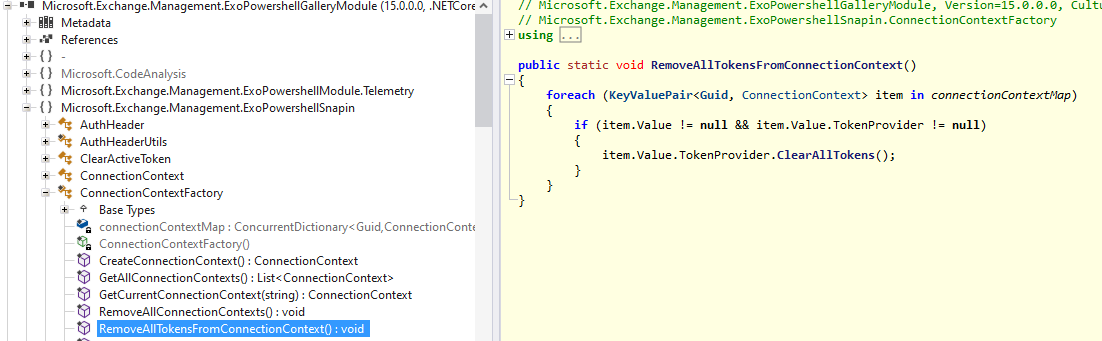 Microsoft.Exchange.Management.ExoPowershellGalleryModule (15.0.0.0, .NETCore
Metadata
References
{ } -
{ } Microsoft.CodeAnalysis
{ } Microsoft.Exchange.Management.ExoPowershellModule.Telemetry
{ } Microsoft.Exchange.Management.ExoPowershellSnapin
AuthHeader
AuthHeaderUtils
ClearActiveToken
ConnectionContext
ConnectionContextFactory
Base Types
connectionContextMap : ConcurrentDictionary<Guid,ConnectionConte
ConnectionContextFactory()
CreateConnectionContext() : ConnectionContext
GetAllConnectionContexts() : List<ConnectionContext>
GetCurrentConnectionContext(string) : ConnectionContext
RemoveAllConnectionContexts() : void
RemoveAllTokensFromConnectionContext() : void
// Microsoft.Exchange.Management.ExoPowershellGalleryModule, Version=15.0.0.0, Cultu
// Microsoft.Exchange.Management.ExoPowershellSnapin.ConnectionContextFactory
using ...
public static void RemoveAllTokensFromConnectionContext()
{
foreach (KeyValuePair<Guid, ConnectionContext> item in connectionContextMap)
{
if (item.Value != null && item.Value.TokenProvider != null)
{
item.Value.TokenProvider.ClearAllTokens();
}
}
}